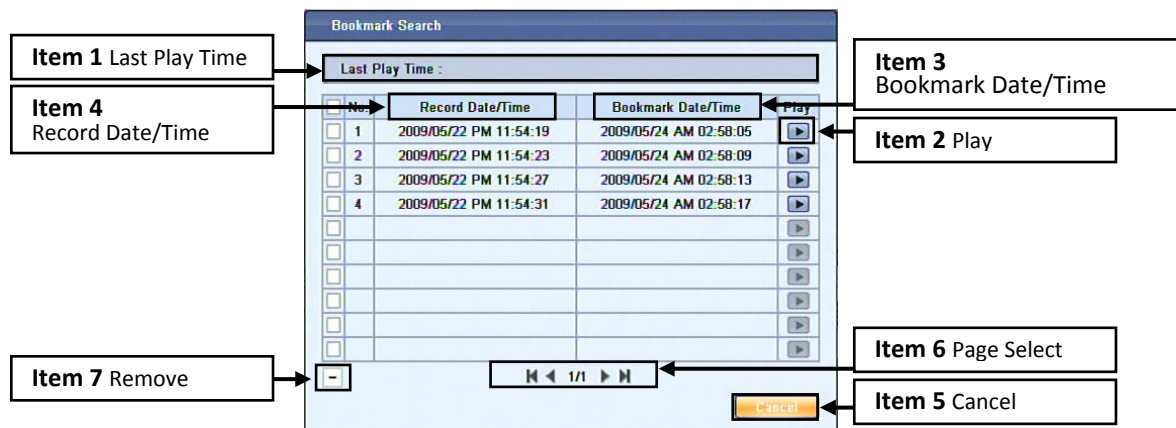 Bookmark Search
Item 1 Last Play Time
Last Play Time :
Item 3
Bookmark Date/Time
Item 4
Record Date/Time
No. Record Date/Time Bookmark Date/Time Play
1 2009/05/22 PM 11:54:19 2009/05/24 AM 02:58:05
Item 2 Play
2 2009/05/22 PM 11:54:23 2009/05/24 AM 02:58:09
3 2009/05/22 PM 11:54:27 2009/05/24 AM 02:58:13
4 2009/05/22 PM 11:54:31 2009/05/24 AM 02:58:17
Item 6 Page Select
Item 7 Remove
1/1
Cancel
Item 5 Cancel